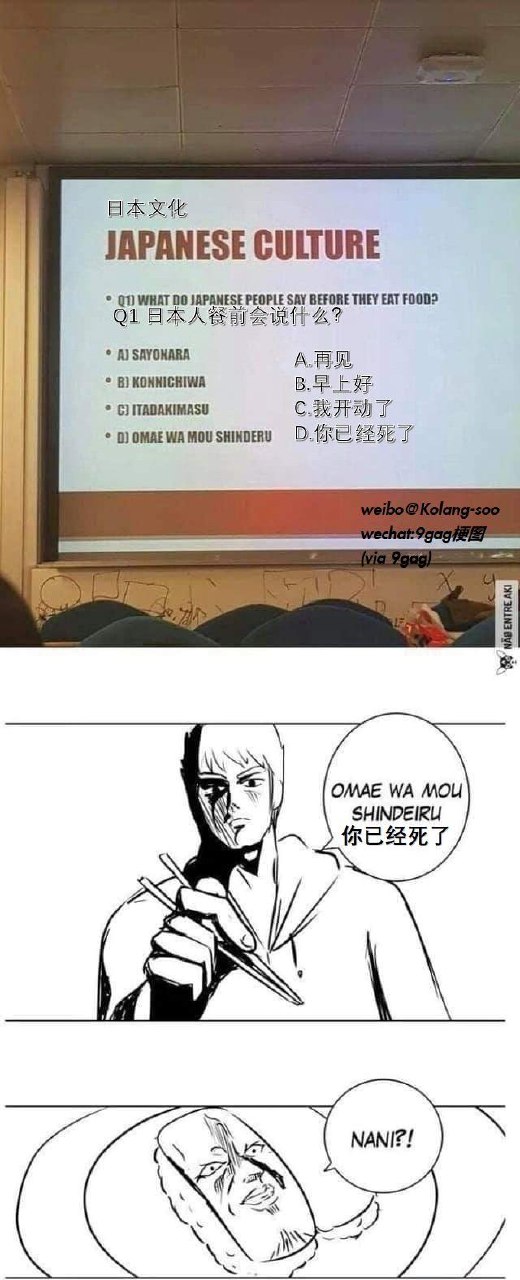 日本文化
JAPANESE CULTURE
• Q1) WHAT DO JAPANESE PEOPLE SAY BEFORE THEY EAT FOOD?
Q1 日本人餐前会说什么?
• A) SAYONARA
• B) KONNICHIWA
• C) ITADAKIMASU
• D) OMAE WA MOU SHINDERU
A.再见
B.早上好
C.我开动了
D.你已经死了
weibo@Kolang-soo
wechat:9gag梗图
(via 9gag)
NÃO ENTRE AKI
OMAE WA MOU
SHINDEIRU
你已经死了
NANI?!